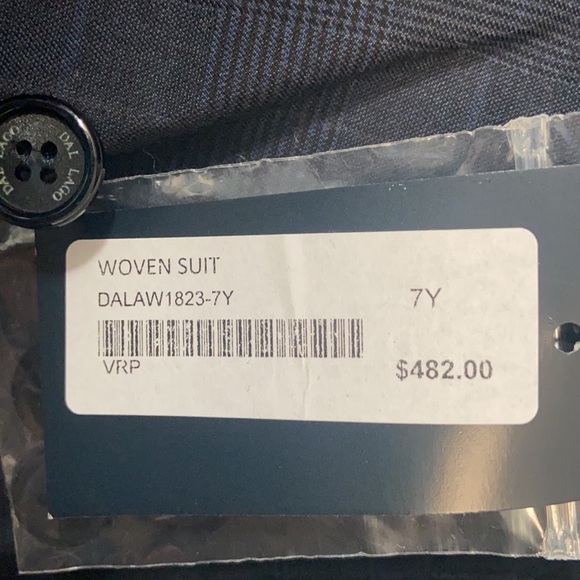 DAL LAGO DAL LAGO
WOVEN SUIT
DALAW1823-7Y
7Y
VRP
$482.00